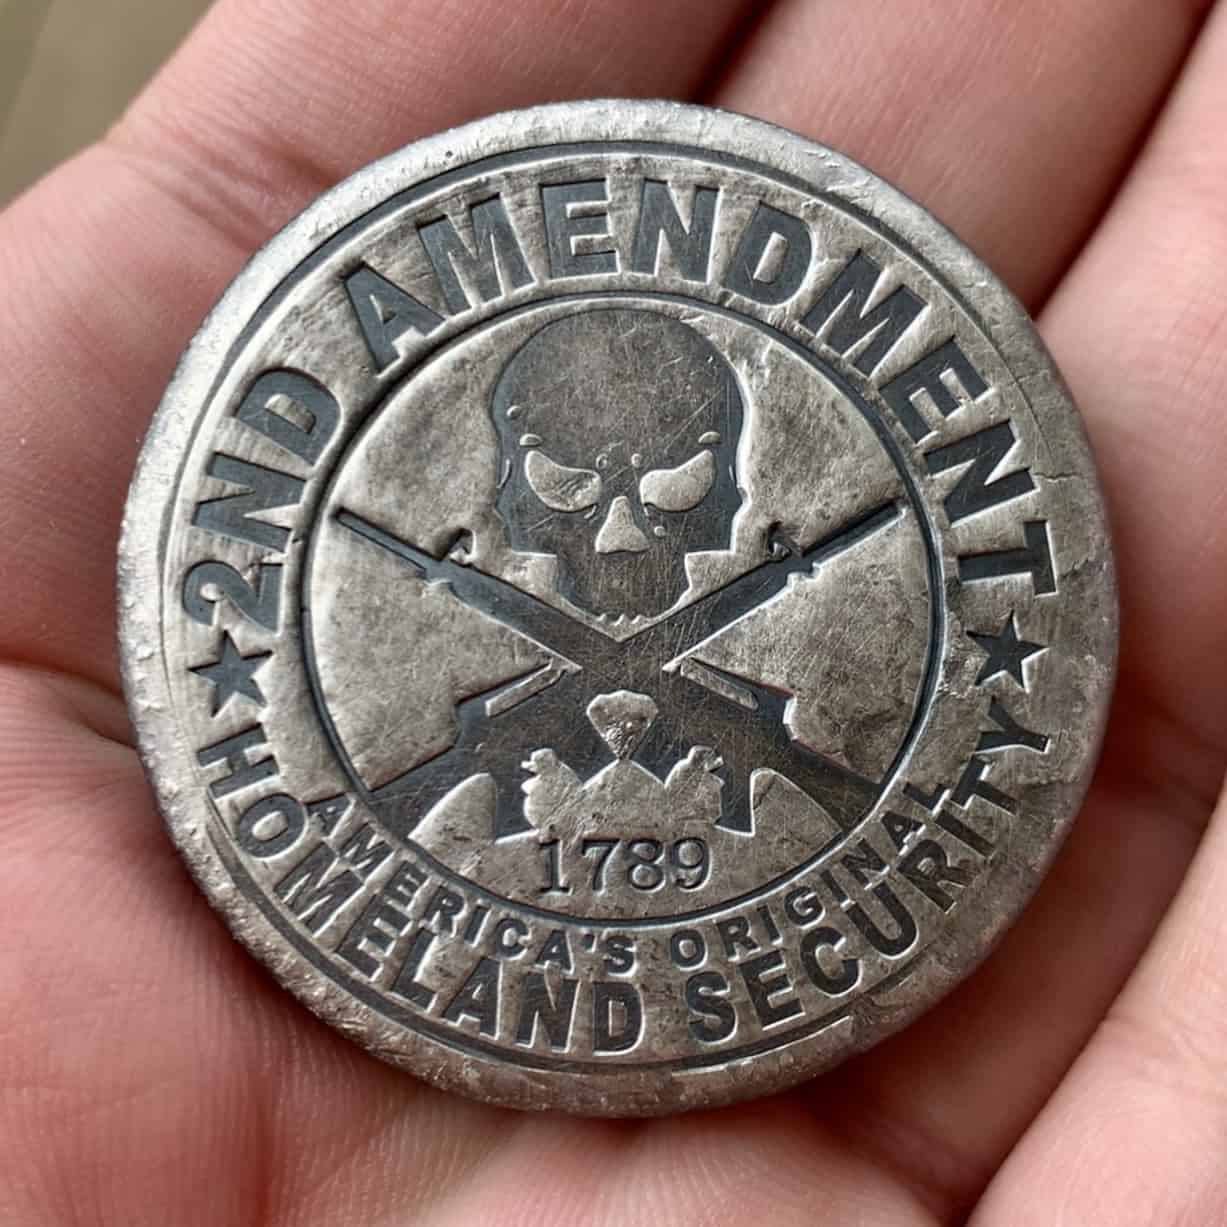 2ND AMENDMENT
1789
AMERICA'S ORIGINAL
HOMELAND SECURITY